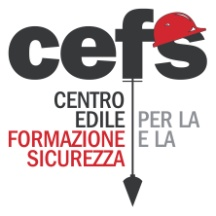 cefs
CENTRO
EDILE PER LA
FORMAZIONE E LA
SICUREZZA